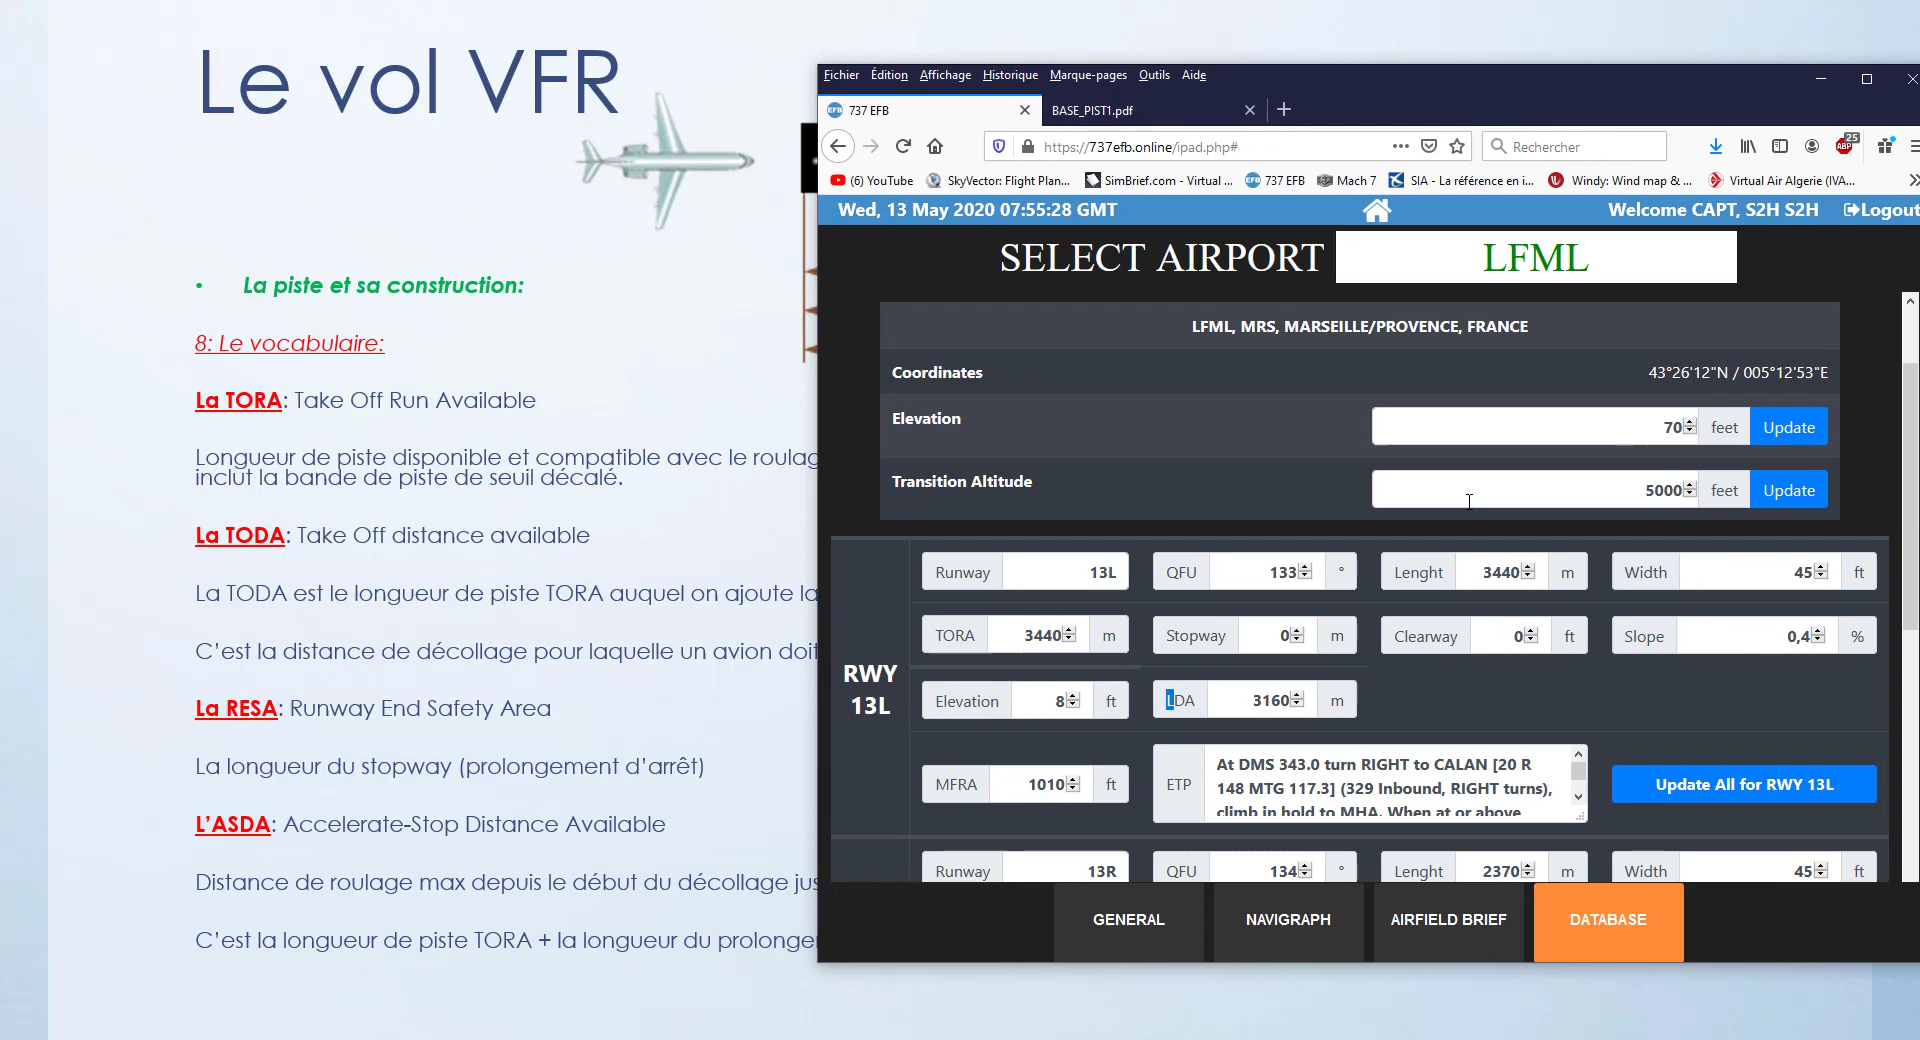 Le vol VFR
• La piste et sa construction:
8: Le vocabulaire:
La TORA: Take Off Run Available
Longueur de piste disponible et compatible avec le roulag
inclut la bande de piste de seuil décalé.
La TODA: Take Off distance available
La TODA est le longueur de piste TORA auquel on ajoute la
C’est la distance de décollage pour laquelle un avion doit
La RESA: Runway End Safety Area
La longueur du stopway (prolongement d’arrêt)
L’ASDA: Accelerate-Stop Distance Available
Distance de roulage max depuis le début du décollage jus
C’est la longueur de piste TORA + la longueur du prolonge
Fichier Édition Affichage Historique Marque-pages Outils Aide
EFB 737 EFB BASE_PIST1.pdf
https://737efb.online/ipad.php# Rechercher ABP 25
(6) YouTube SkyVector: Flight Plan... SimBrief.com - Virtual ... EFB 737 EFB Mach 7 SIA - La référence en i... Windy: Wind map & ... Virtual Air Algerie (IVA...
Wed, 13 May 2020 07:55:28 GMT Welcome CAPT, S2H S2H Logout
SELECT AIRPORT LFML
LFML, MRS, MARSEILLE/PROVENCE, FRANCE
Coordinates 43°26'12"N / 005°12'53"E
Elevation 70 feet Update
Transition Altitude 5000 feet Update
RWY 13L
Runway 13L QFU 133 ° Lenght 3440 m Width 45 ft
TORA 3440 m Stopway 0 m Clearway 0 ft Slope 0,4 %
Elevation 8 ft LDA 3160 m
MFRA 1010 ft ETP At DMS 343.0 turn RIGHT to CALAN [20 R
148 MTG 117.3] (329 Inbound, RIGHT turns),
climb in hold to MHA. When at or above
Update All for RWY 13L
Runway 13R QFU 134 ° Lenght 2370 m Width 45 ft
GENERAL NAVIGRAPH AIRFIELD BRIEF DATABASE